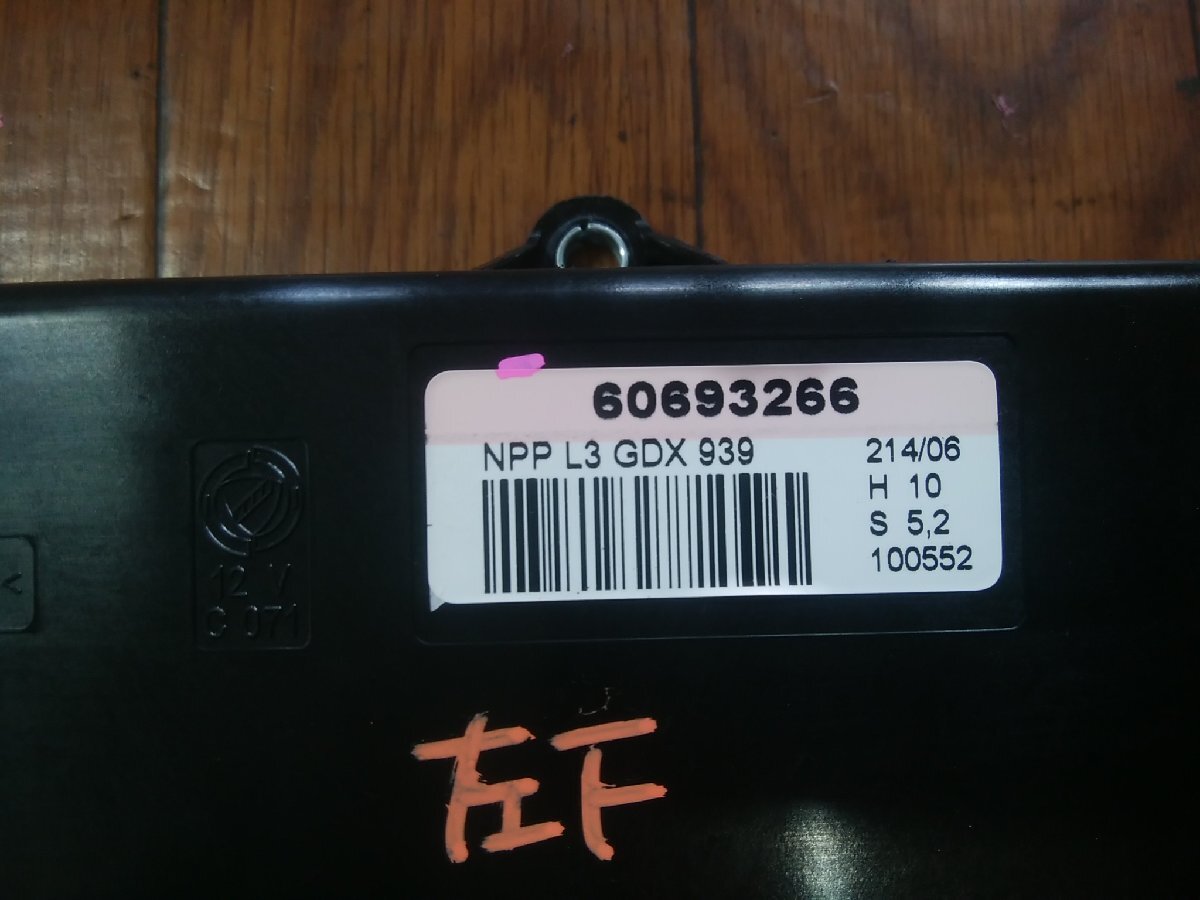 60693266
NPP L3 GDX 939
214/06
H 10
S 5,2
100552
12 V
C 071
左F